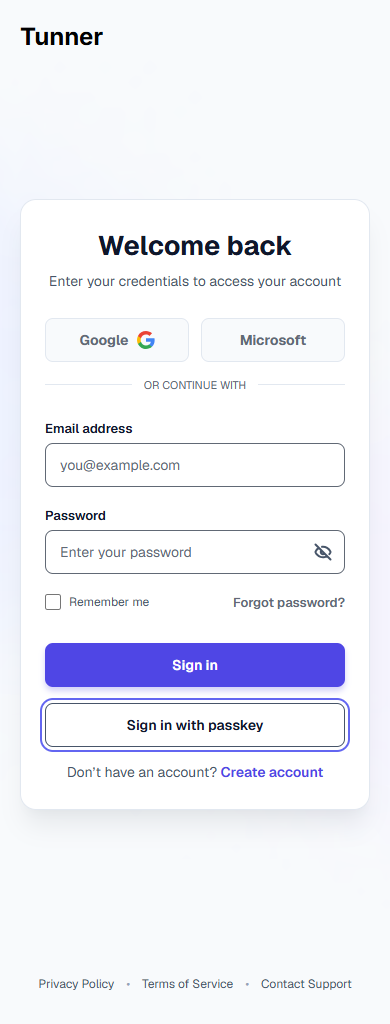 Tunner
Welcome back
Enter your credentials to access your account
Google
Microsoft
OR CONTINUE WITH
Email address
you@example.com
Password
Enter your password
Remember me
Forgot password?
Sign in
Sign in with passkey
Don't have an account? Create account
Privacy Policy • Terms of Service • Contact Support